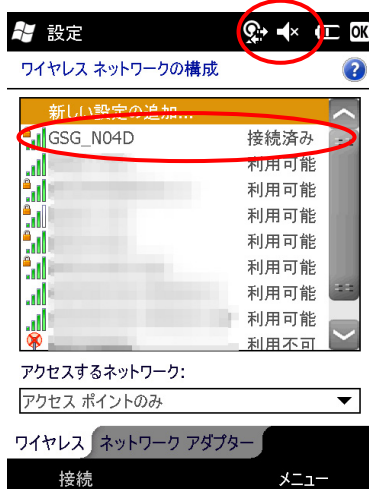 設定
OK
ワイヤレス ネットワークの構成
?
新しい設定の追加...
GSG_N04D 接続済み
利用可能
利用可能
利用可能
利用可能
利用可能
利用可能
利用可能
利用不可
アクセスするネットワーク:
アクセス ポイントのみ
ワイヤレス ネットワーク アダプター
接続 メニュー